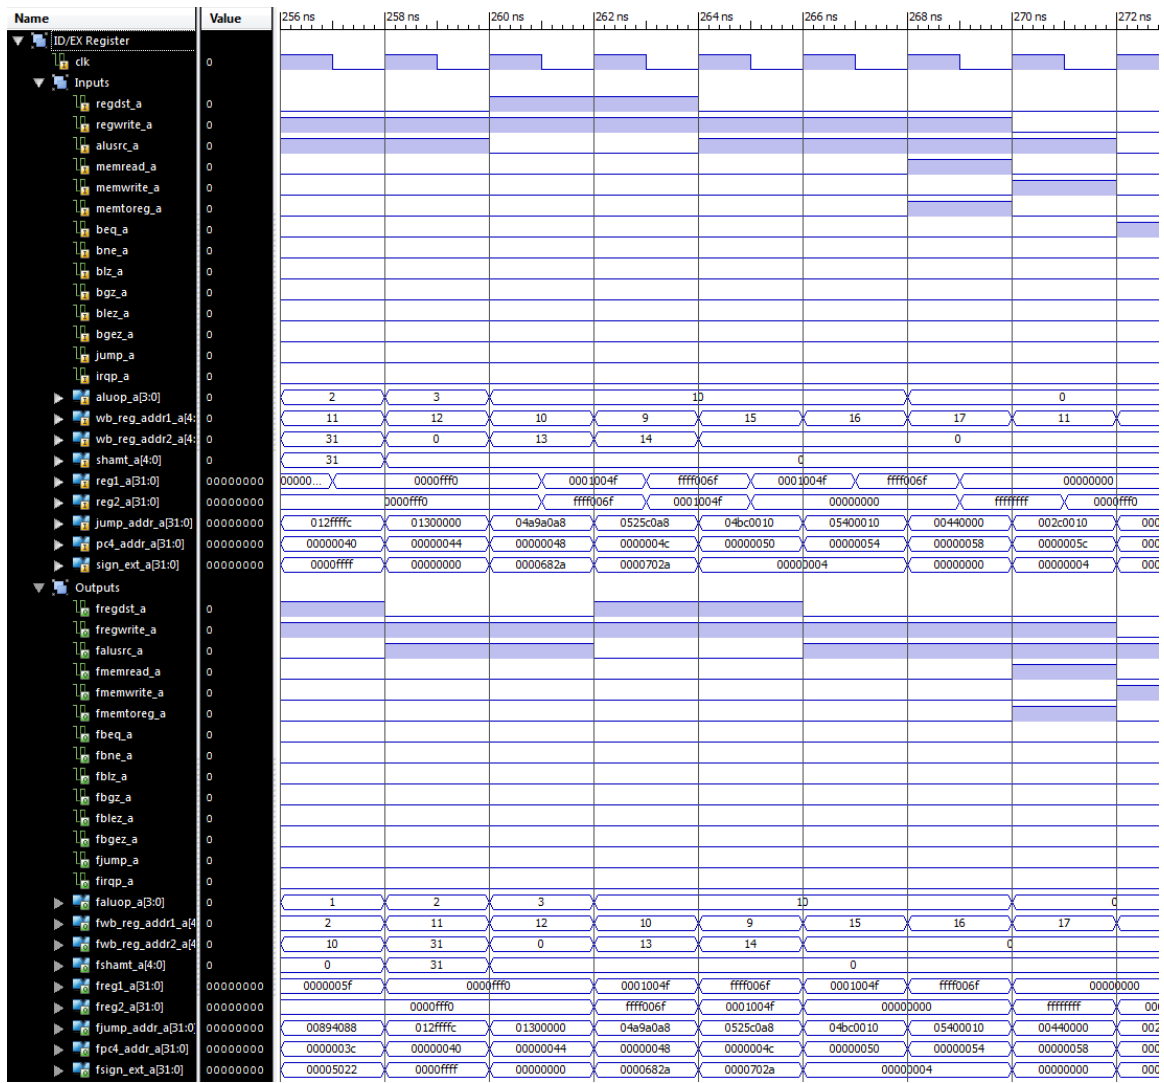 Name Value 256 ns 258 ns 260 ns 262 ns 264 ns 266 ns 268 ns 270 ns 272 ns
ID/EX Register
clk 0
Inputs
regdst_a 0
regwrite_a 0
alusrc_a 0
memread_a 0
memwrite_a 0
memtoreg_a 0
beq_a 0
bne_a 0
blz_a 0
bgz_a 0
blez_a 0
bgez_a 0
jump_a 0
irqp_a 0
aluop_a[3:0] 0 2 3 10 0
wb_reg_addr1_a[4: 0 11 12 10 9 15 16 17 11
wb_reg_addr2_a[4: 0 31 0 13 14 0
shamt_a[4:0] 0 31 0
reg1_a[31:0] 00000000 00000... 0000fff0 0001004f ffff006f 0001004f ffff006f 00000000
reg2_a[31:0] 00000000 0000fff0 ffff006f 0001004f 00000000 ffffffff 0000fff0
jump_addr_a[31:0] 00000000 012ffffc 01300000 04a9a0a8 0525c0a8 04bc0010 05400010 00440000 002c0010 000
pc4_addr_a[31:0] 00000000 00000040 00000044 00000048 0000004c 00000050 00000054 00000058 0000005c 000
sign_ext_a[31:0] 00000000 0000ffff 00000000 0000682a 0000702a 00000004 00000000 00000004 000
Outputs
fregdst_a 0
fregwrite_a 0
falusrc_a 0
fmemread_a 0
fmemwrite_a 0
fmemtoreg_a 0
fbeq_a 0
fbne_a 0
fblz_a 0
fbgz_a 0
fblez_a 0
fbgez_a 0
fjump_a 0
firqp_a 0
faluop_a[3:0] 0 1 2 3 10 0
fwb_reg_addr1_a[4 0 2 11 12 10 9 15 16 17
fwb_reg_addr2_a[4 0 10 31 0 13 14 0
fshamt_a[4:0] 0 0 31 0
freg1_a[31:0] 00000000 0000005f 0000fff0 0001004f ffff006f 0001004f ffff006f 00000000
freg2_a[31:0] 00000000 0000fff0 ffff006f 0001004f 00000000 ffffffff 000
fjump_addr_a[31:0 00000000 00894088 012ffffc 01300000 04a9a0a8 0525c0a8 04bc0010 05400010 00440000 002
fpc4_addr_a[31:0] 00000000 0000003c 00000040 00000044 00000048 0000004c 00000050 00000054 00000058 000
fsign_ext_a[31:0] 00000000 00005022 0000ffff 00000000 0000682a 0000702a 00000004 00000000 000